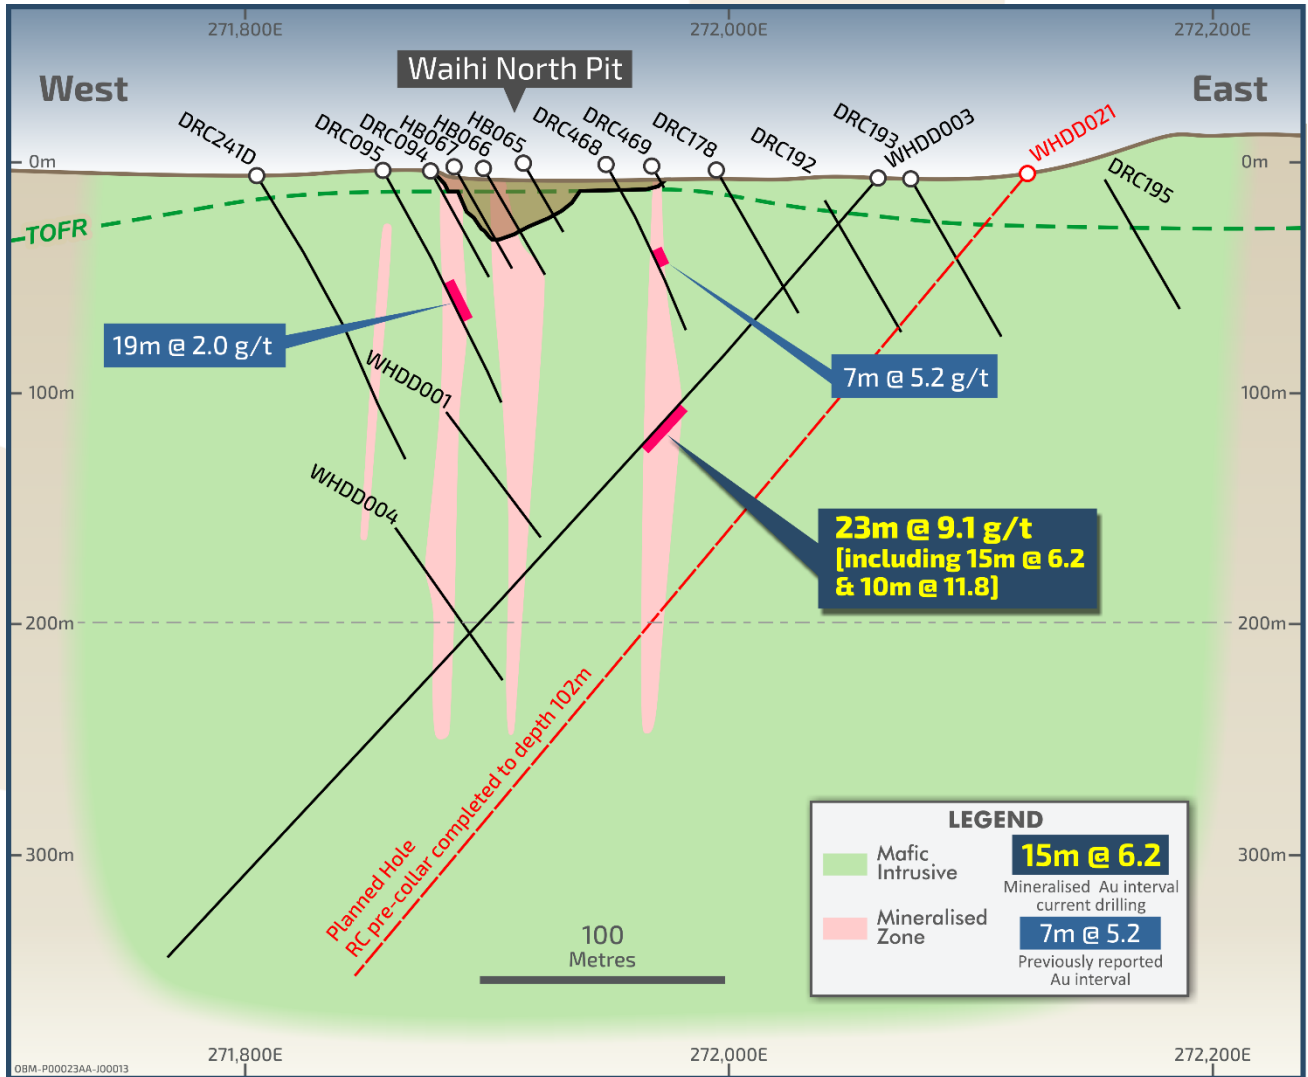 271,800E
272,000E
272,200E
West
Waihi North Pit
East
DRC241D
DRC095
DRC094
HB067
HB066
HB065
DRC468
DRC469
DRC178
DRC192
DRC193
WHDD003
WHDD021
DRC195
0m
0m
TOFR
19m @ 2.0 g/t
WHDD001
7m @ 5.2 g/t
100m
100m
WHDD004
23m @ 9.1 g/t
[including 15m @ 6.2
& 10m @ 11.8]
200m
200m
Planned Hole
RC pre-collar completed to depth 102m
300m
300m
LEGEND
Mafic
Intrusive
15m @ 6.2
Mineralised Au interval
current drilling
Mineralised
Zone
7m @ 5.2
Previously reported
Au interval
100
Metres
271,800E
272,000E
272,200E
OBM-P00023AA-J00013